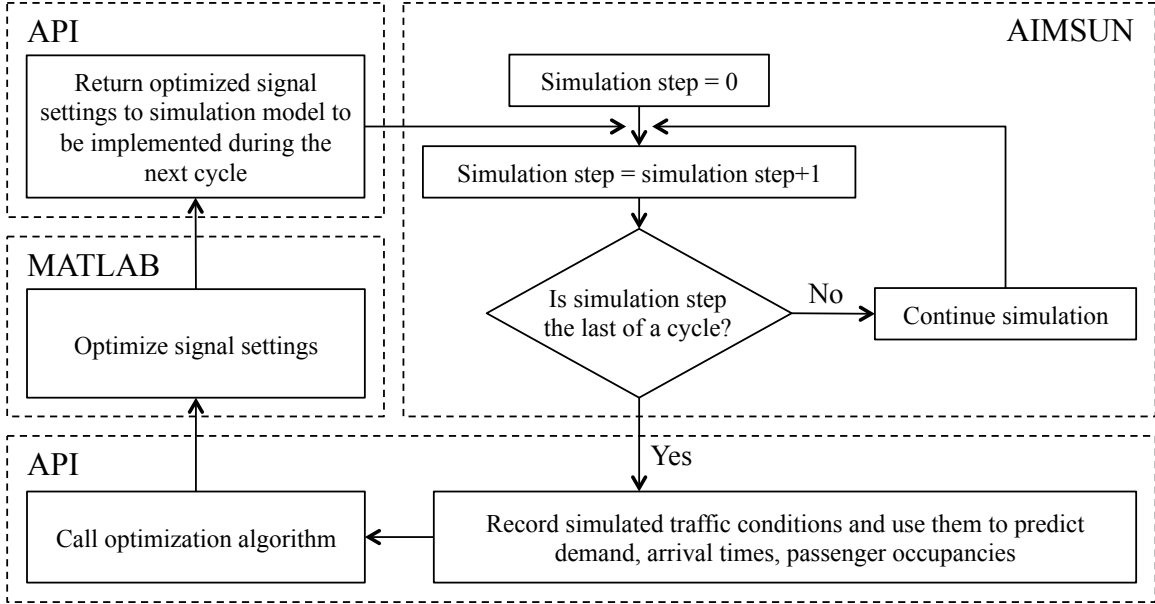 API
Return optimized signal
settings to simulation model to
be implemented during the
next cycle
AIMSUN
Simulation step = 0
Simulation step = simulation step+1
Is simulation step
the last of a cycle?
No
Continue simulation
MATLAB
Optimize signal settings
Yes
API
Call optimization algorithm
Record simulated traffic conditions and use them to predict
demand, arrival times, passenger occupancies